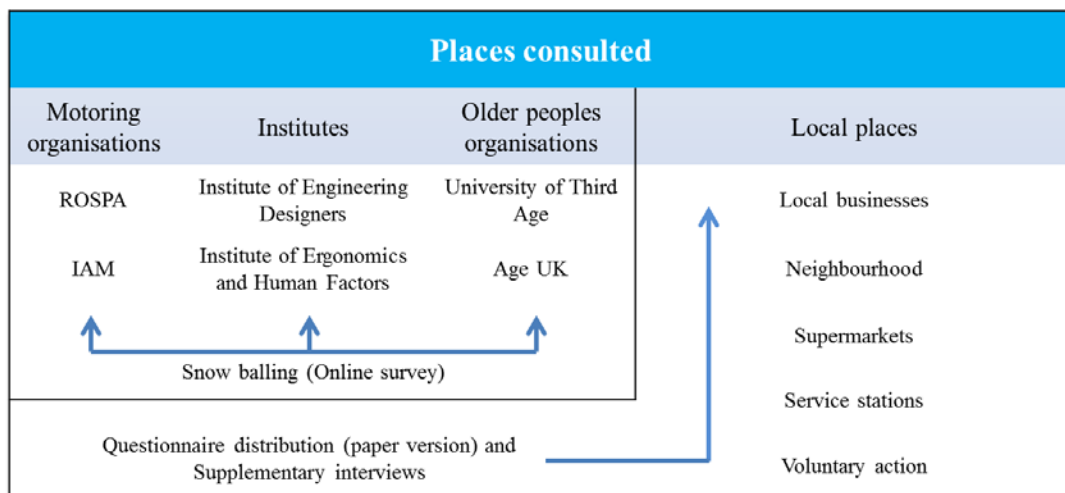 Places consulted
Motoring
organisations
Institutes
Older peoples
organisations
Local places
ROSPA
Institute of Engineering
Designers
University of Third
Age
Local businesses
IAM
Institute of Ergonomics
and Human Factors
Age UK
Neighbourhood
Supermarkets
Snow balling (Online survey)
Service stations
Questionnaire distribution (paper version) and
Supplementary interviews
Voluntary action